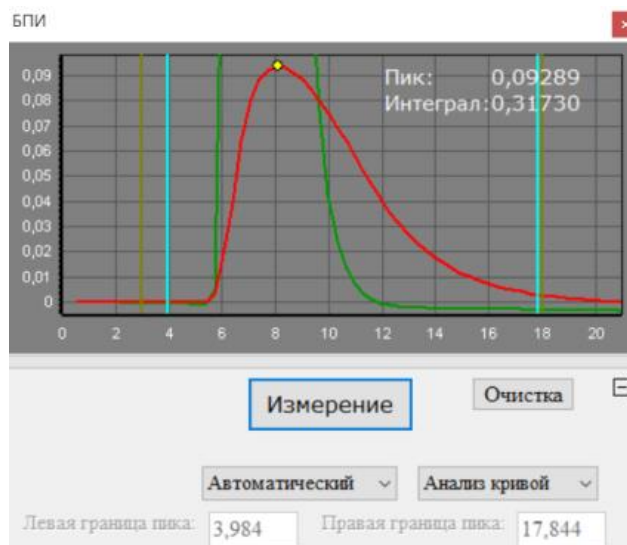 БПИ
0,09
0,08
0,07
0,06
0,05
0,04
0,03
0,02
0,01
0
Пик: 0,09289
Интеграл: 0,31730
0 2 4 6 8 10 12 14 16 18 20
Измерение
Очистка
Автоматический
Анализ кривой
Левая граница пика: 3,984
Правая граница пика: 17,844